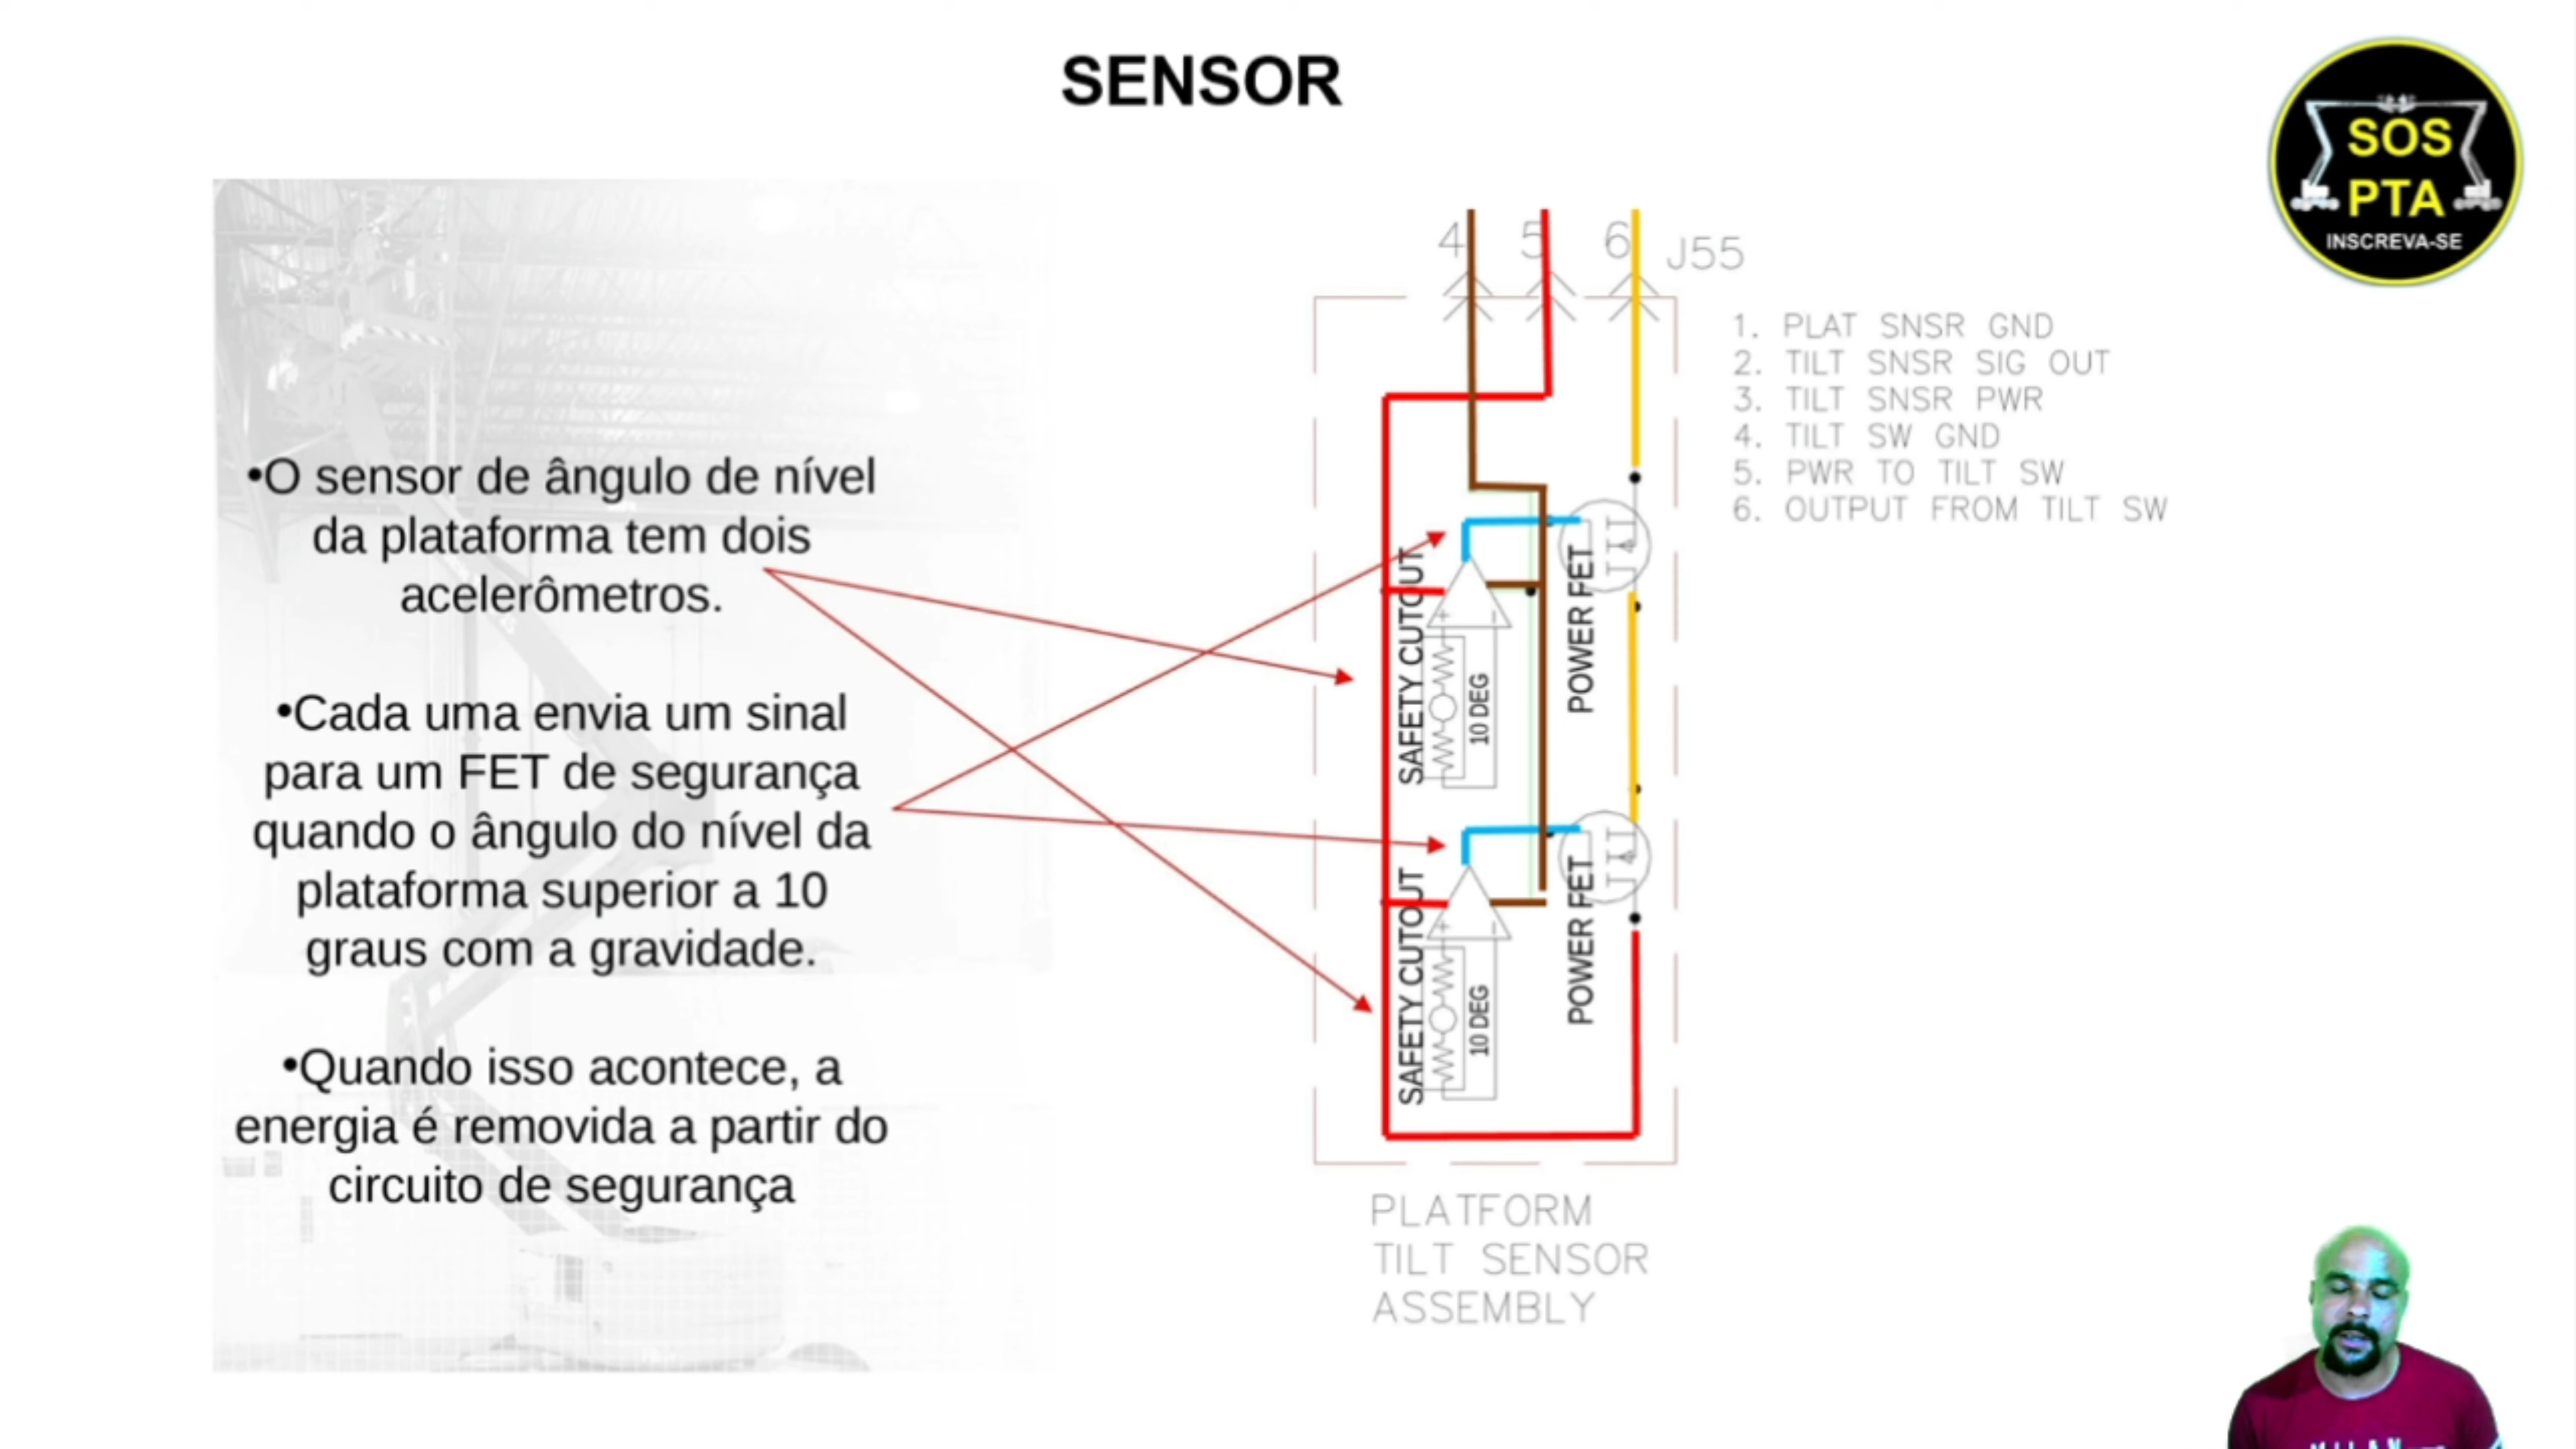 SENSOR
SOS
PTA
INSCREVA-SE
•O sensor de ângulo de nível
da plataforma tem dois
acelerômetros.
•Cada uma envia um sinal
para um FET de segurança
quando o ângulo do nível da
plataforma superior a 10
graus com a gravidade.
•Quando isso acontece, a
energia é removida a partir do
circuito de segurança
4 5 6 J55
1. PLAT SNSR GND
2. TILT SNSR SIG OUT
3. TILT SNSR PWR
4. TILT SW GND
5. PWR TO TILT SW
6. OUTPUT FROM TILT SW
SAFETY CUTOUT
10 DEG
POWER FET
SAFETY CUTOUT
10 DEG
POWER FET
PLATFORM
TILT SENSOR
ASSEMBLY